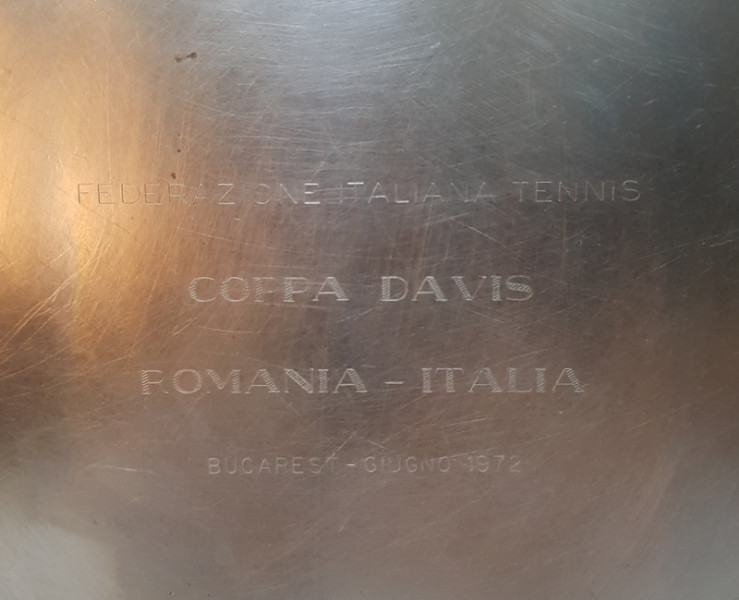 FEDERAZIONE ITALIANA TENNIS
COPPA DAVIS
ROMANIA - ITALIA
BUCAREST - GIUGNO 1972